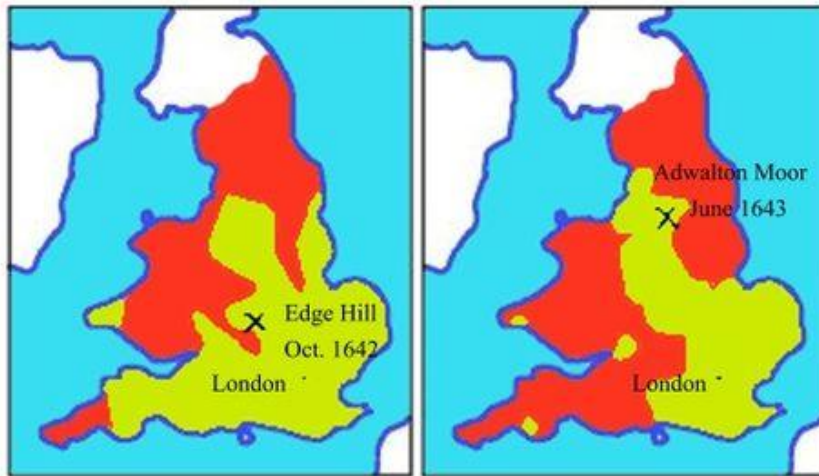 Edge Hill
Oct. 1642
London
Adwalton Moor
June 1643
London